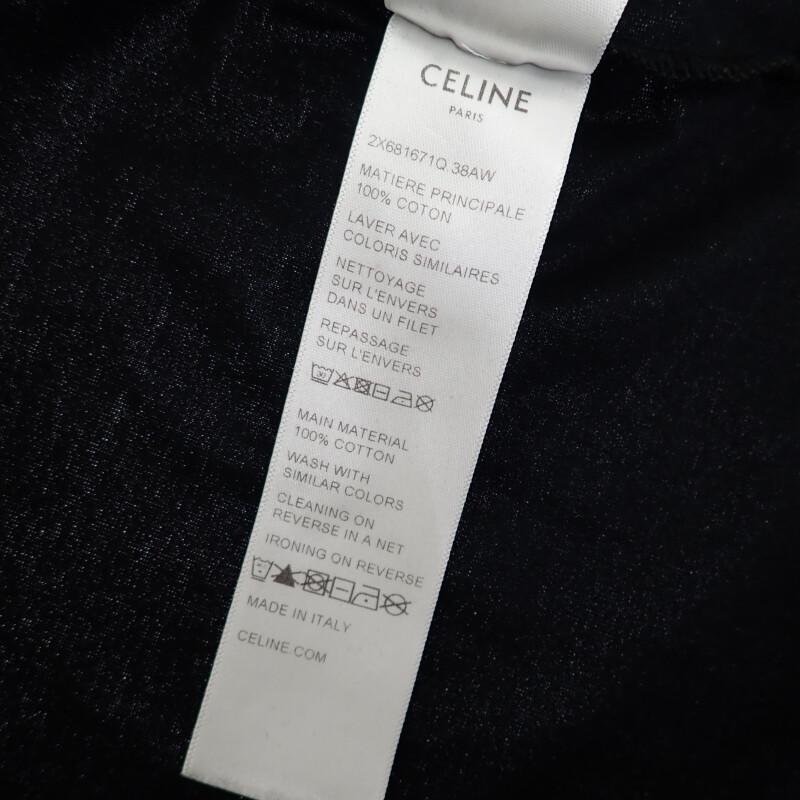 CELINE
PARIS
2X681671Q.38AW
MATIERE PRINCIPALE
100% COTON
LAVER AVEC
COLORIS SIMILAIRES
NETTOYAGE
SUR L'ENVERS
DANS UN FILET
REPASSAGE
SUR L'ENVERS
30
MAIN MATERIAL
100% COTTON
WASH WITH
SIMILAR COLORS
CLEANING ON
REVERSE IN A NET
IRONING ON REVERSE
MADE IN ITALY
CELINE.COM